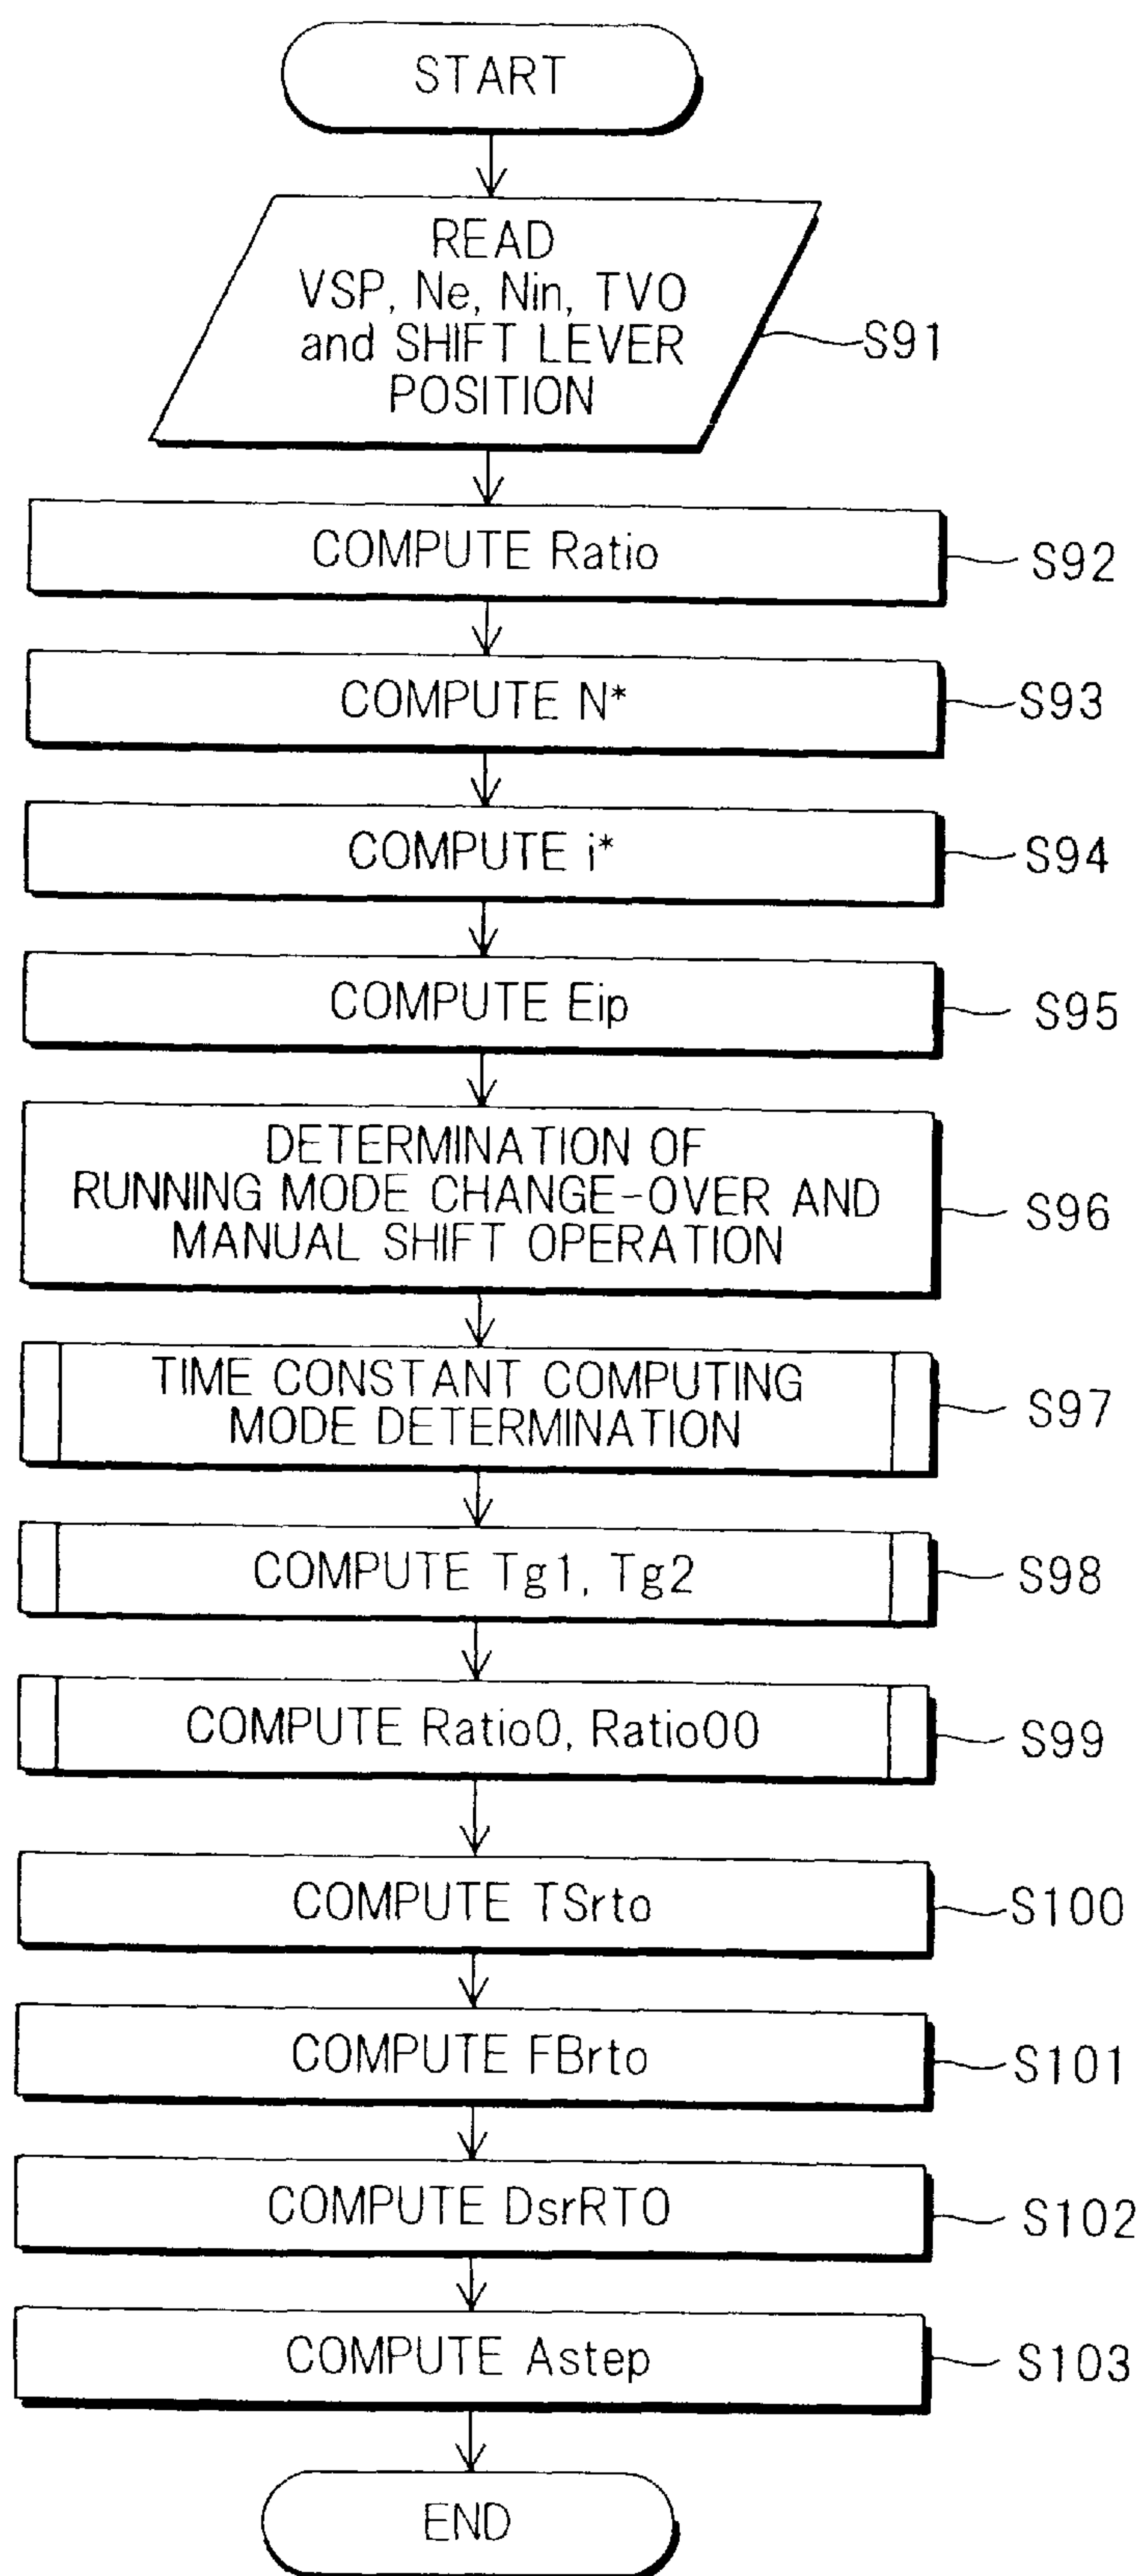 START
READ
VSP, Ne, Nin, TVO
and SHIFT LEVER
POSITION
S91
COMPUTE Ratio
S92
COMPUTE N*
S93
COMPUTE i*
S94
COMPUTE Eip
S95
DETERMINATION OF
RUNNING MODE CHANGE-OVER AND
MANUAL SHIFT OPERATION
S96
TIME CONSTANT COMPUTING
MODE DETERMINATION
S97
COMPUTE Tg1, Tg2
S98
COMPUTE Ratio0, Ratio00
S99
COMPUTE TSrto
S100
COMPUTE FBrto
S101
COMPUTE DsrRTO
S102
COMPUTE Astep
S103
END